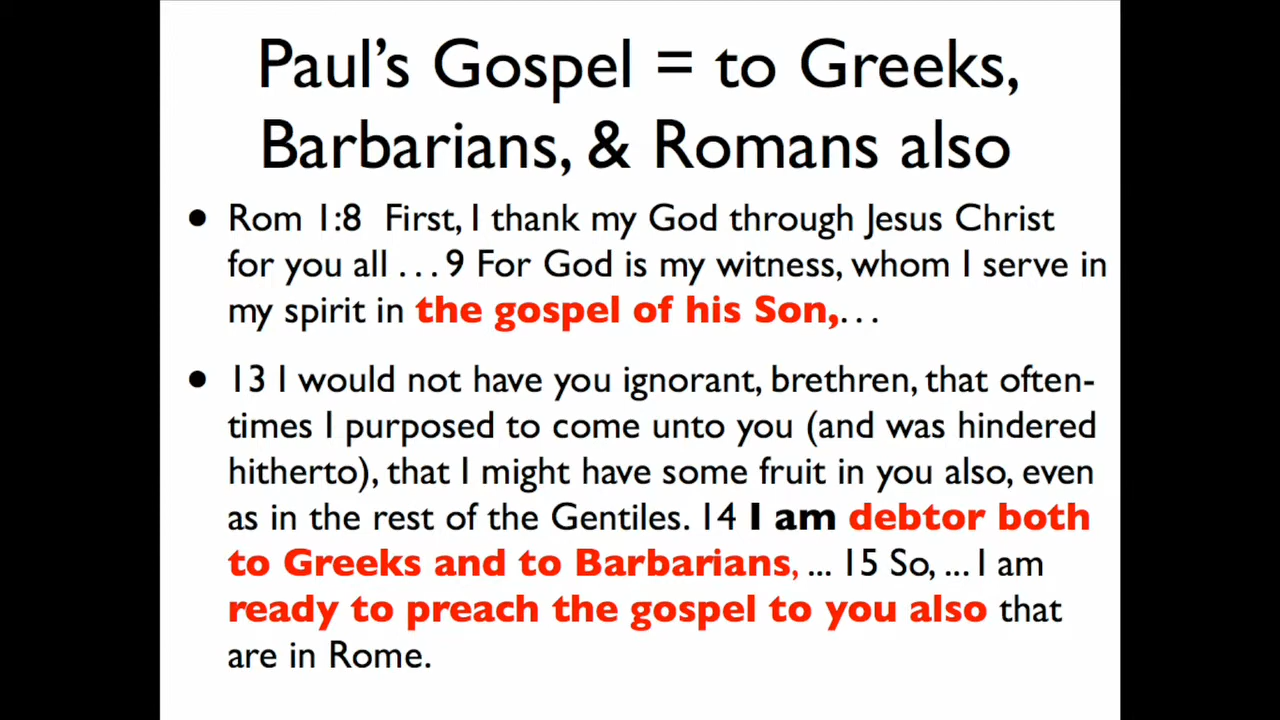 Paul’s Gospel = to Greeks,
Barbarians, & Romans also
• Rom 1:8  First, I thank my God through Jesus Christ
for you all . . . 9 For God is my witness, whom I serve in
my spirit in the gospel of his Son,. . .
• 13 I would not have you ignorant, brethren, that often-
times I purposed to come unto you (and was hindered
hitherto), that I might have some fruit in you also, even
as in the rest of the Gentiles. 14 I am debtor both
to Greeks and to Barbarians, ... 15 So, ... I am
ready to preach the gospel to you also that
are in Rome.